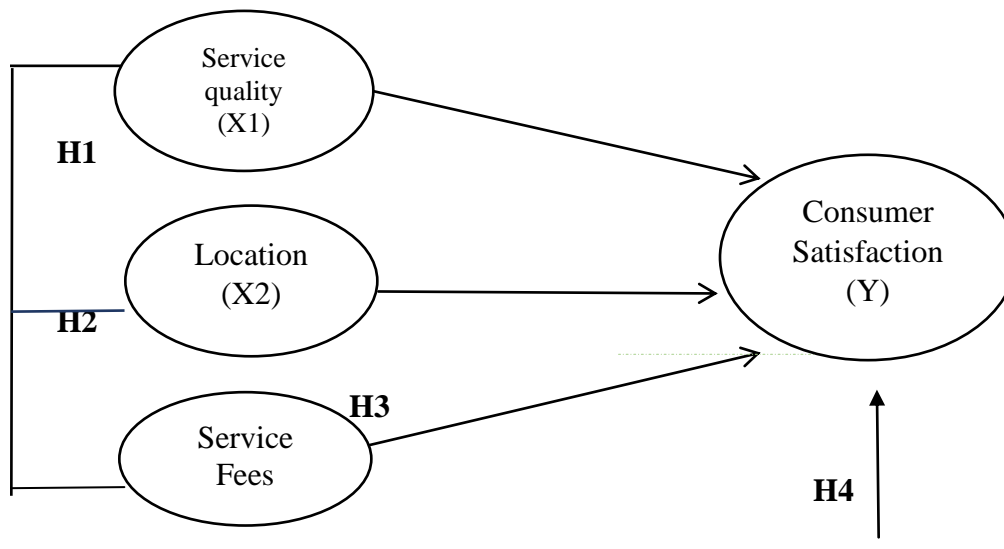 Service
quality
(X1)
H1
Consumer
Satisfaction
(Y)
Location
(X2)
H2
H3
Service
Fees
H4